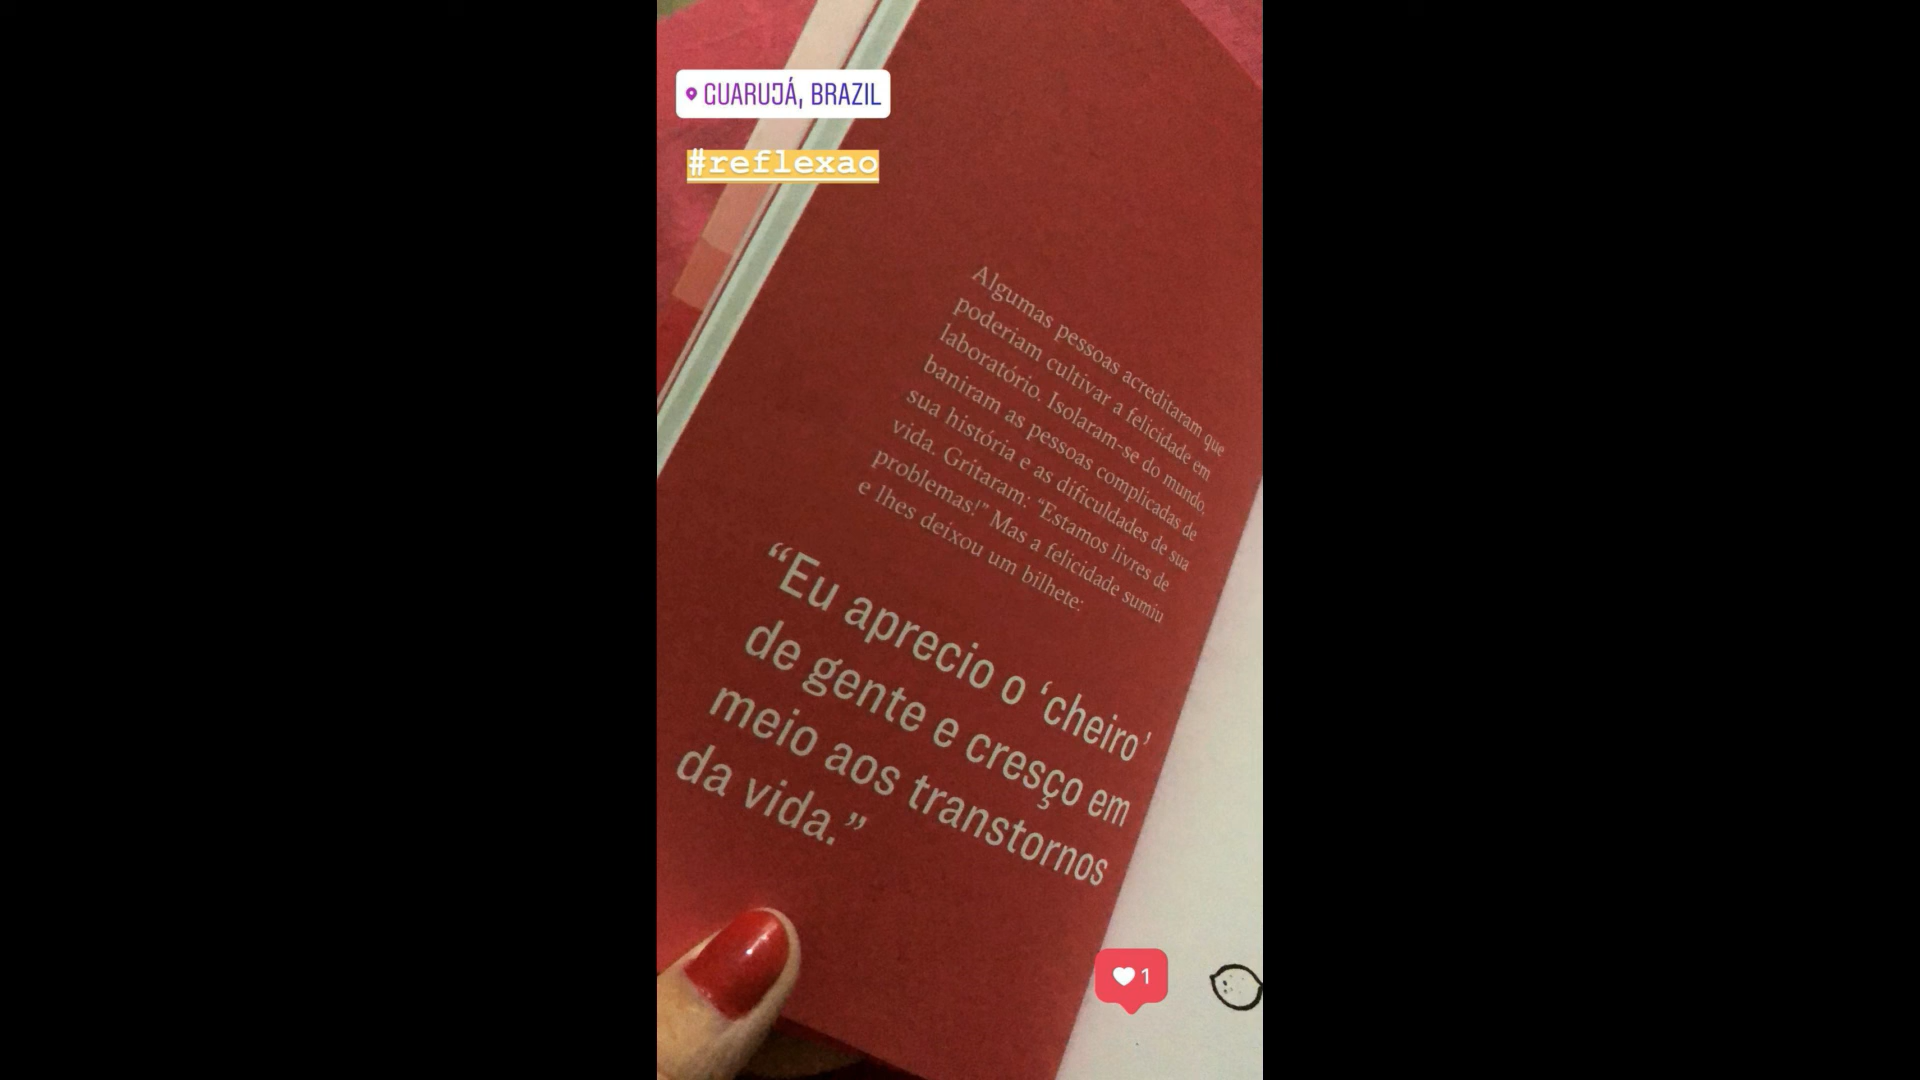 GUARUJÁ, BRAZIL
#reflexao
Algumas pessoas acreditaram que
poderiam cultivar a felicidade em
laboratório. Isolaram-se do mundo,
baniram as pessoas complicadas de
sua história e as dificuldades de sua
vida. Gritaram: “Estamos livres de
problemas!” Mas a felicidade sumiu
e lhes deixou um bilhete:
“Eu aprecio o ‘cheiro’
de gente e cresço em
meio aos transtornos
da vida.”
1